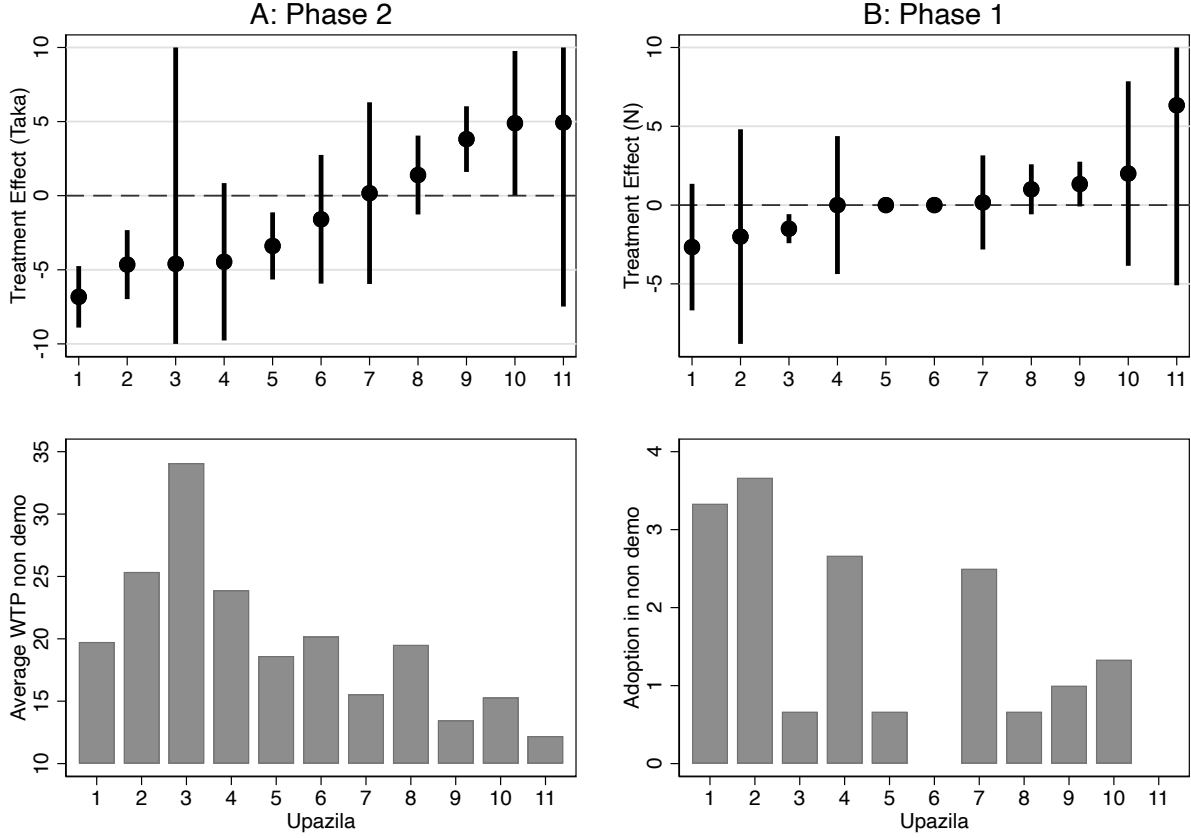 A: Phase 2
Treatment Effect (Taka)
10
5
0
-5
-10
1 2 3 4 5 6 7 8 9 10 11
B: Phase 1
Treatment Effect (N)
10
5
0
-5
1 2 3 4 5 6 7 8 9 10 11
Average WTP non demo
35
30
25
20
15
10
1 2 3 4 5 6 7 8 9 10 11
Upazila
Adoption in non demo
4
3
2
1
0
1 2 3 4 5 6 7 8 9 10 11
Upazila